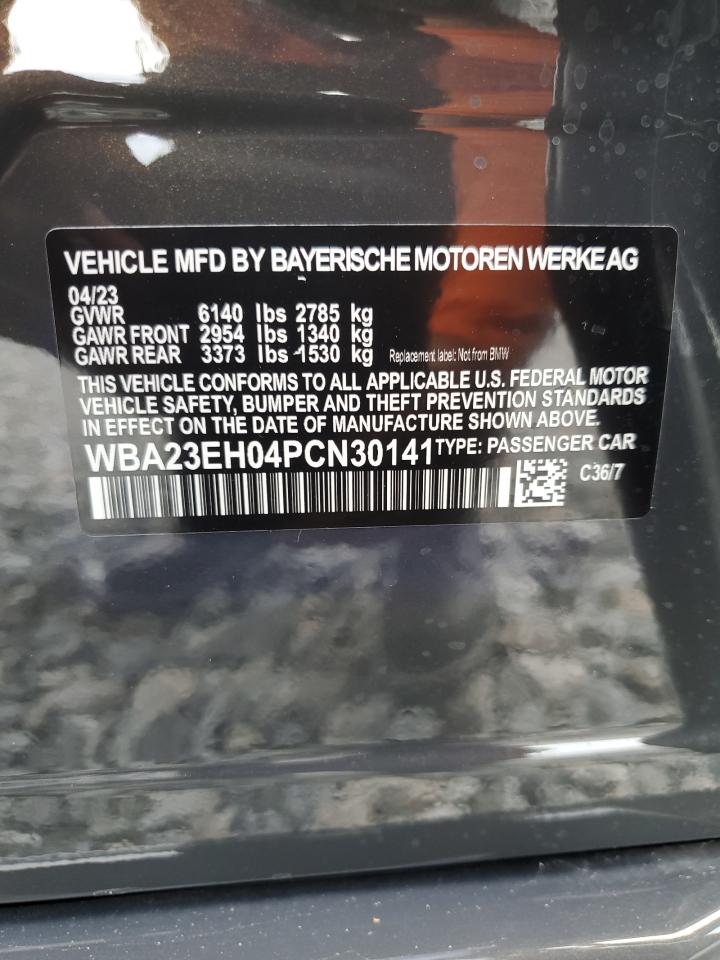 VEHICLE MFD BY BAYERISCHE MOTOREN WERKE AG
04/23
GVWR 6140 lbs 2785 kg
GAWR FRONT 2954 lbs 1340 kg
GAWR REAR 3373 lbs 1530 kg Replacement label: Not from BMW
THIS VEHICLE CONFORMS TO ALL APPLICABLE U.S. FEDERAL MOTOR
VEHICLE SAFETY, BUMPER AND THEFT PREVENTION STANDARDS
IN EFFECT ON THE DATE OF MANUFACTURE SHOWN ABOVE.
WBA23EH04PCN30141 TYPE: PASSENGER CAR
C36/7